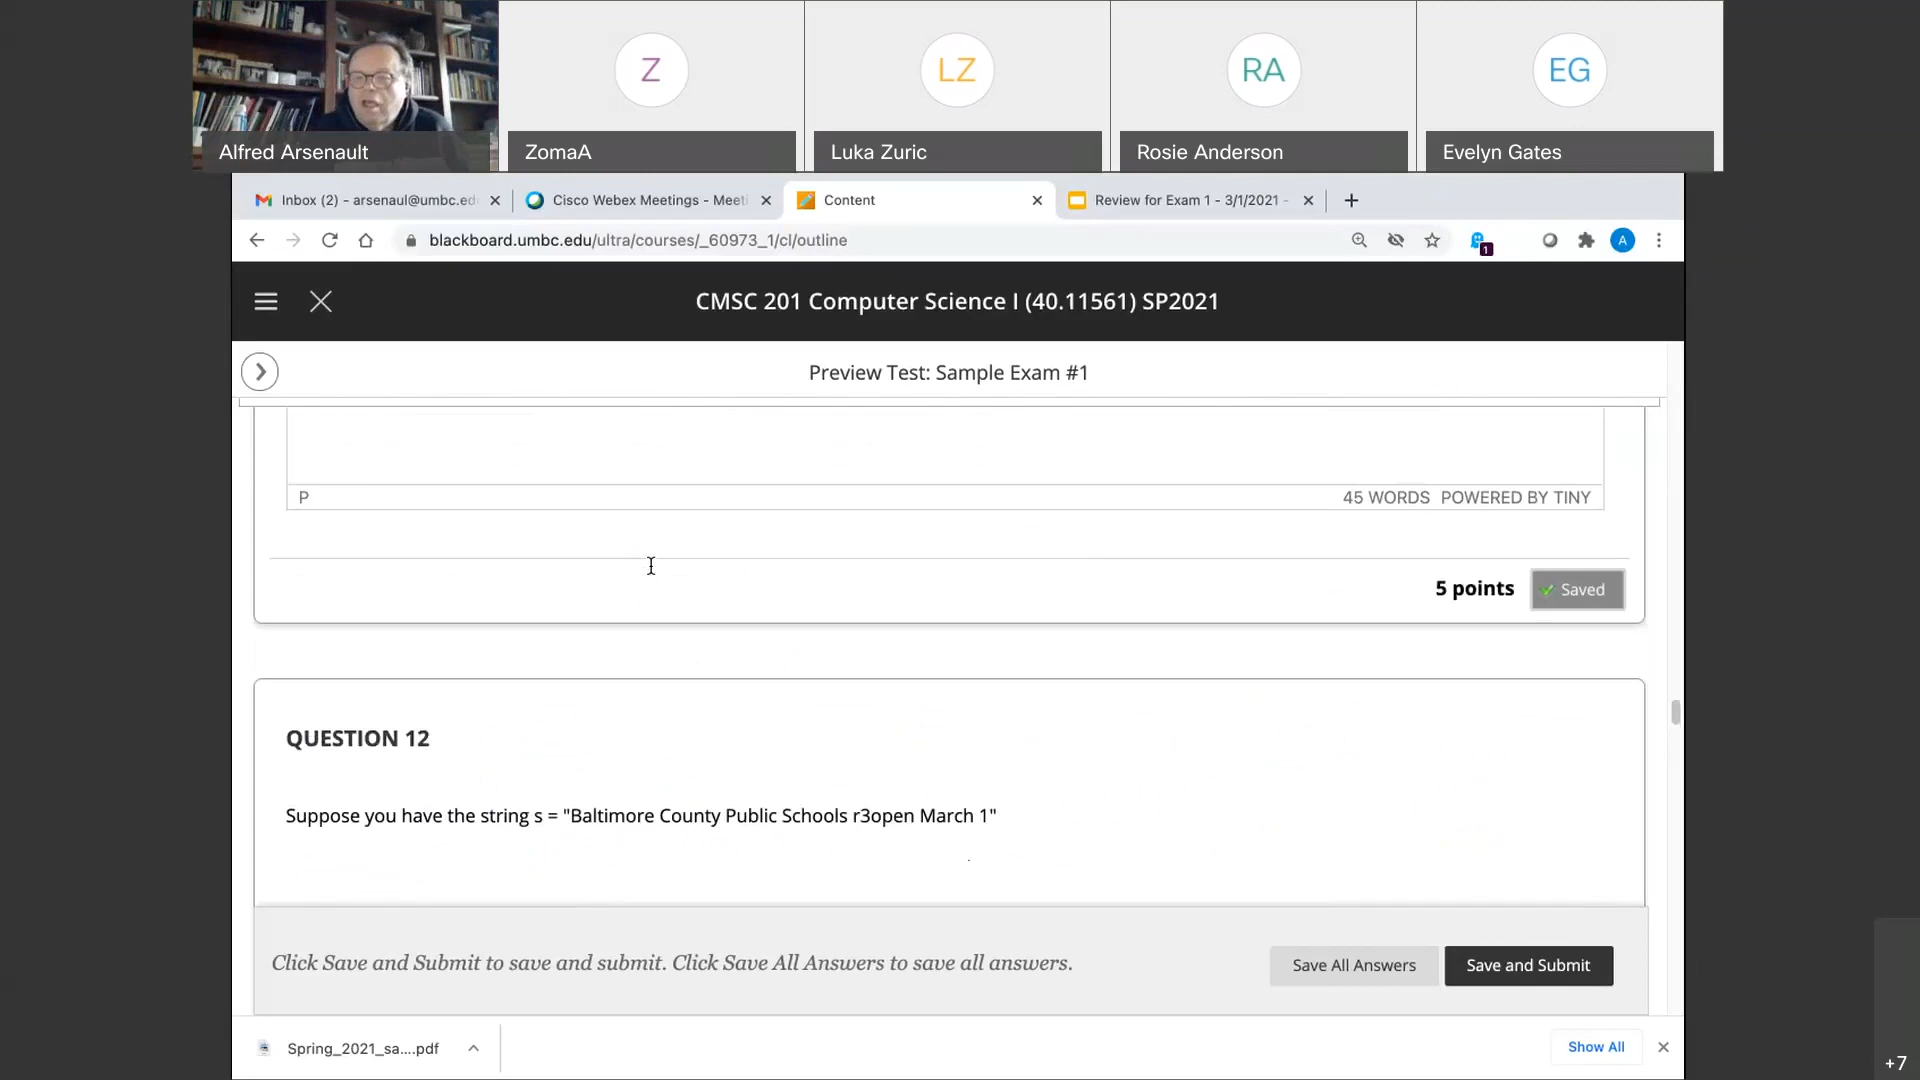 Z
LZ
RA
EG
Alfred Arsenault
ZomaA
Luka Zuric
Rosie Anderson
Evelyn Gates
Inbox (2) - arsenaul@umbc.ed
Cisco Webex Meetings - Meeti
Content
Review for Exam 1 - 3/1/2021 -
blackboard.umbc.edu/ultra/courses/_60973_1/cl/outline
1
A
CMSC 201 Computer Science I (40.11561) SP2021
Preview Test: Sample Exam #1
P
45 WORDS POWERED BY TINY
5 points
Saved
QUESTION 12
Suppose you have the string s = "Baltimore County Public Schools r3open March 1"
Click Save and Submit to save and submit. Click Save All Answers to save all answers.
Save All Answers
Save and Submit
Spring_2021_sa....pdf
Show All
+7